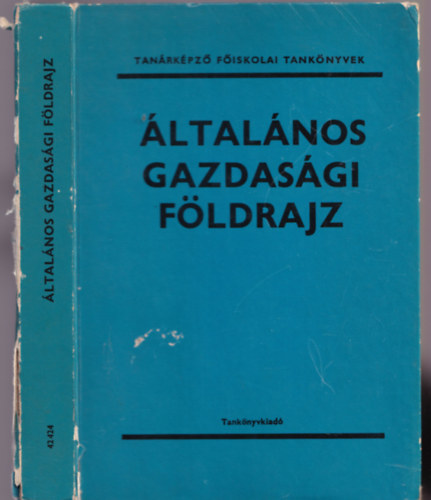 TANÁRKÉPZŐ FŐISKOLAI TANKÖNYVEK
ÁLTALÁNOS
GAZDASÁGI
FÖLDRAJZ
Tankönyvkiadó
ÁLTALÁNOS GAZDASÁGI FÖLDRAJZ
42424